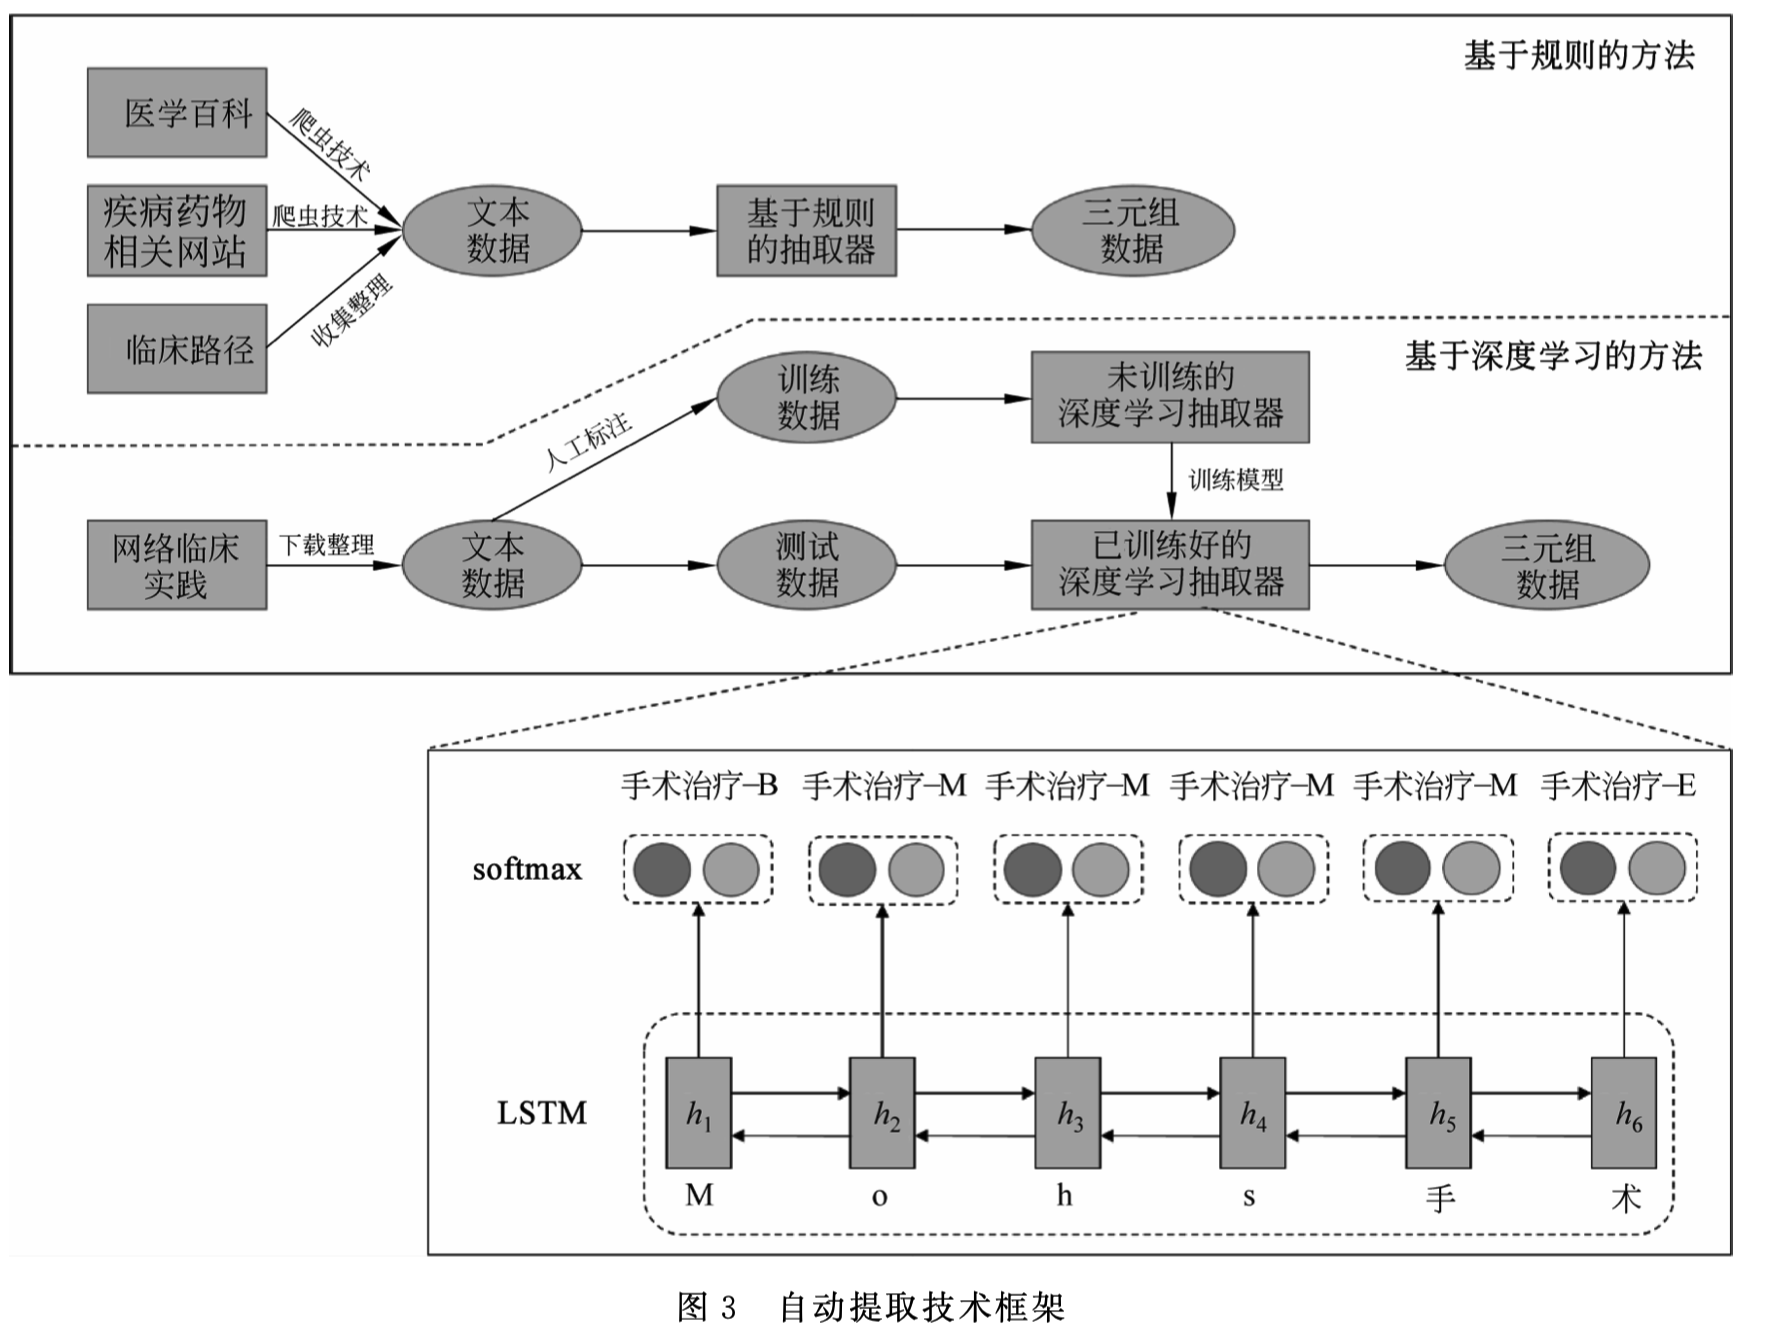 基于规则的方法
医学百科
爬虫技术
疾病药物
相关网站
爬虫技术
文本
数据
基于规则
的抽取器
三元组
数据
临床路径
收集整理
基于深度学习的方法
训练
数据
未训练的
深度学习抽取器
人工标注
训练模型
网络临床
实践
下载整理
文本
数据
测试
数据
已训练好的
深度学习抽取器
三元组
数据
手术治疗–B 手术治疗–M 手术治疗–M 手术治疗–M 手术治疗–M 手术治疗–E
softmax
LSTM h1 h2 h3 h4 h5 h6
M o h s 手 术
图 3 自动提取技术框架